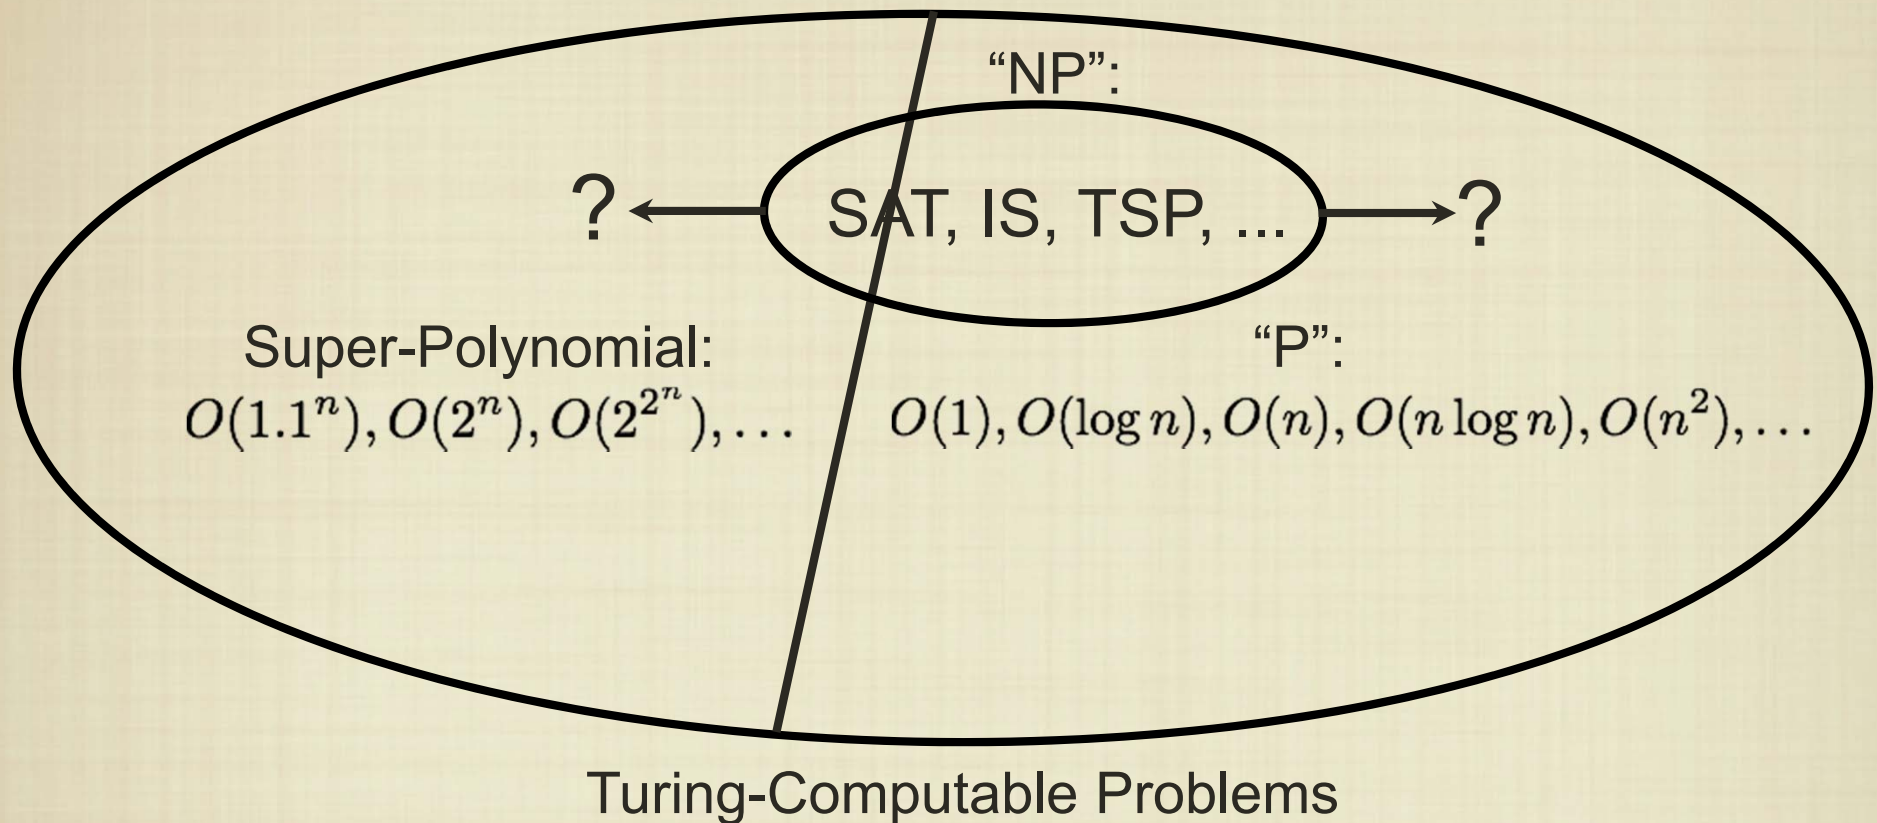 “NP”:
? SAT, IS, TSP, ... ?
Super-Polynomial:
O(1.1^n), O(2^n), O(2^{2^n}), . . .
“P”:
O(1), O(log n), O(n), O(n log n), O(n^2), . . .
Turing-Computable Problems